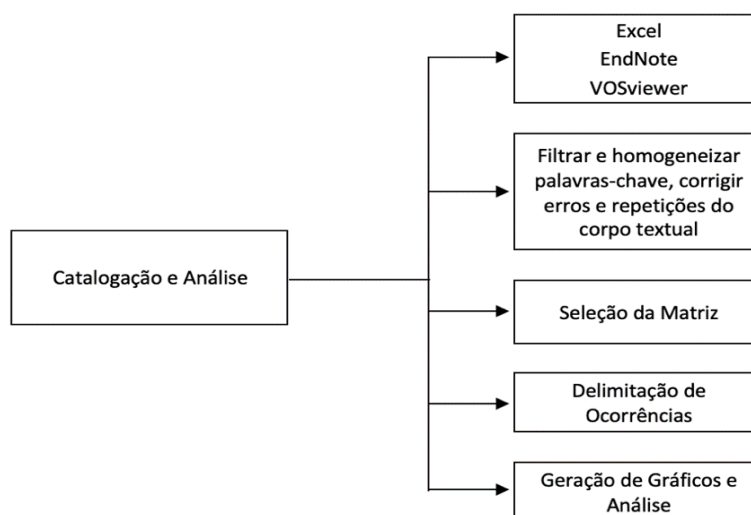 Excel
EndNote
VOSviewer
Filtrar e homogeneizar
palavras-chave, corrigir
erros e repetições do
corpo textual
Catalogação e Análise
Seleção da Matriz
Delimitação de
Ocorrências
Geração de Gráficos e
Análise